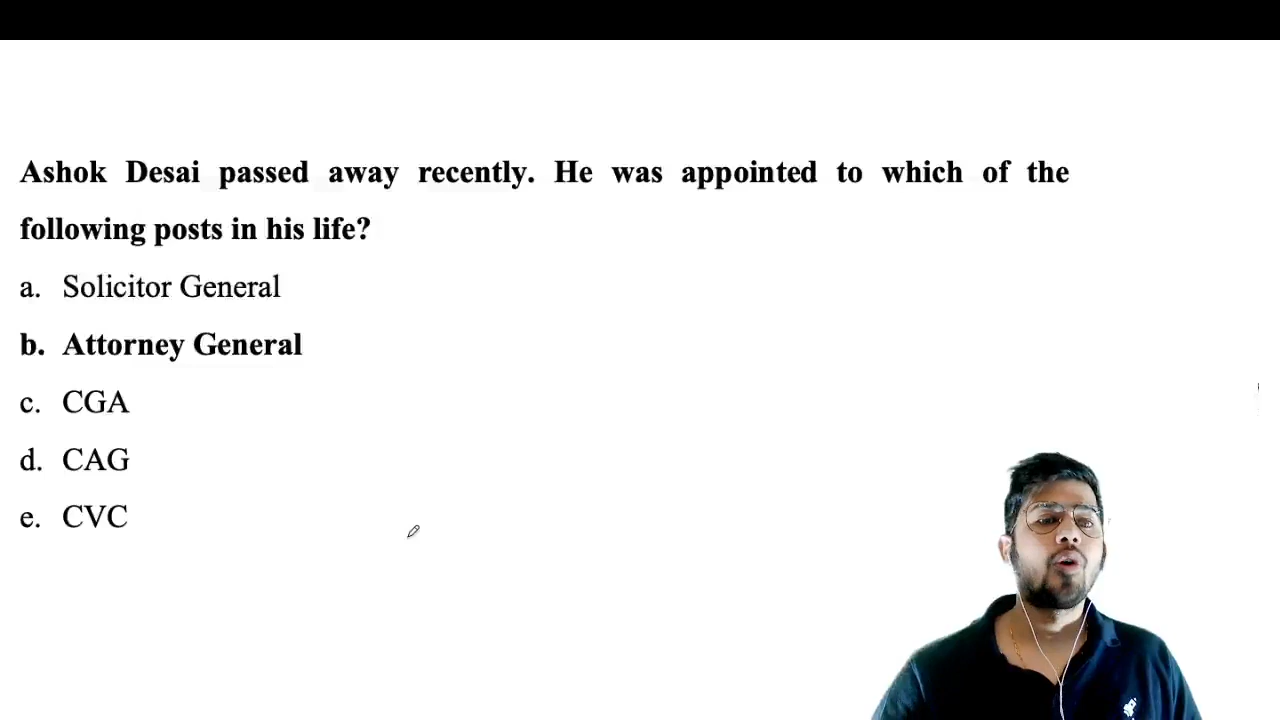 Ashok Desai passed away recently. He was appointed to which of the
following posts in his life?
a. Solicitor General
b. Attorney General
c. CGA
d. CAG
e. CVC